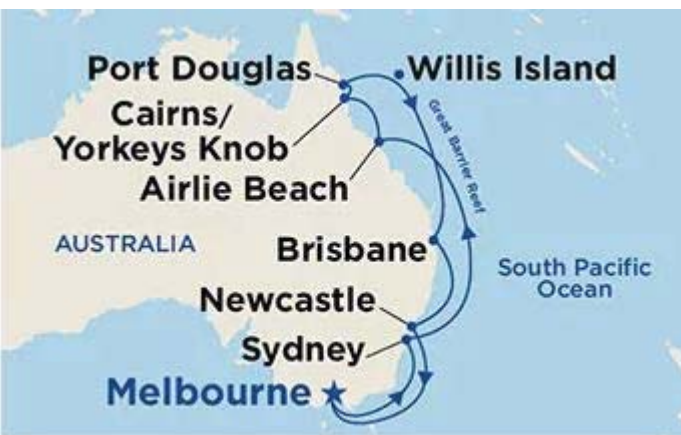 Port Douglas
Willis Island
Cairns/
Yorkeys Knob
Great Barrier Reef
Airlie Beach
AUSTRALIA
Brisbane
South Pacific
Ocean
Newcastle
Sydney
Melbourne